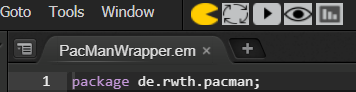 Goto Tools Window
PacManWrapper.em × +
1 package de.rwth.pacman;